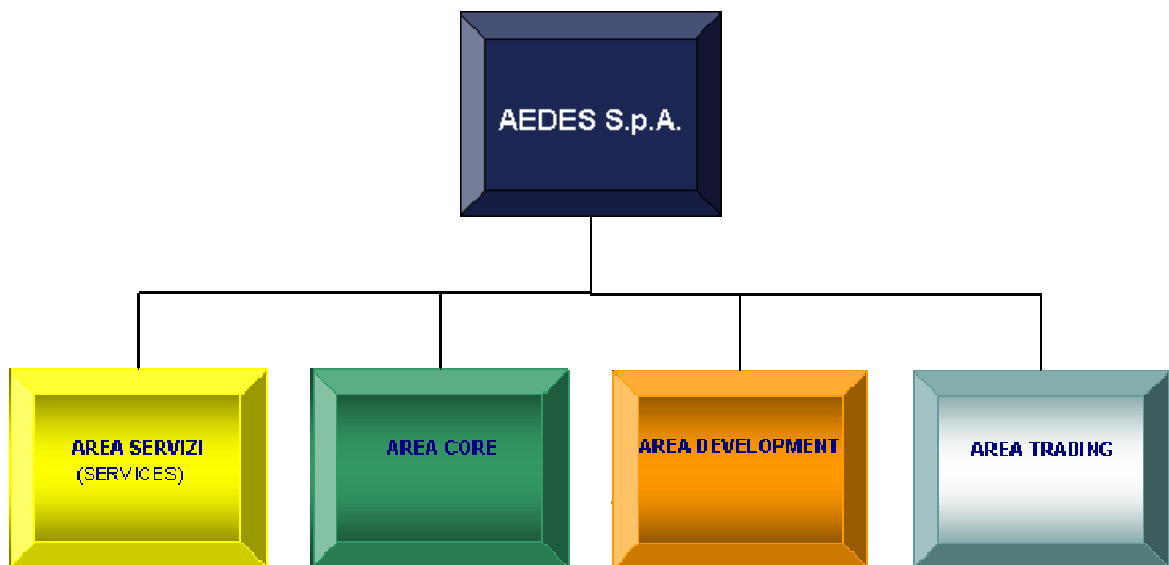 AEDES S.p.A.
AREA SERVIZI
(SERVICES)
AREA CORE
AREA DEVELOPMENT
AREA TRADING